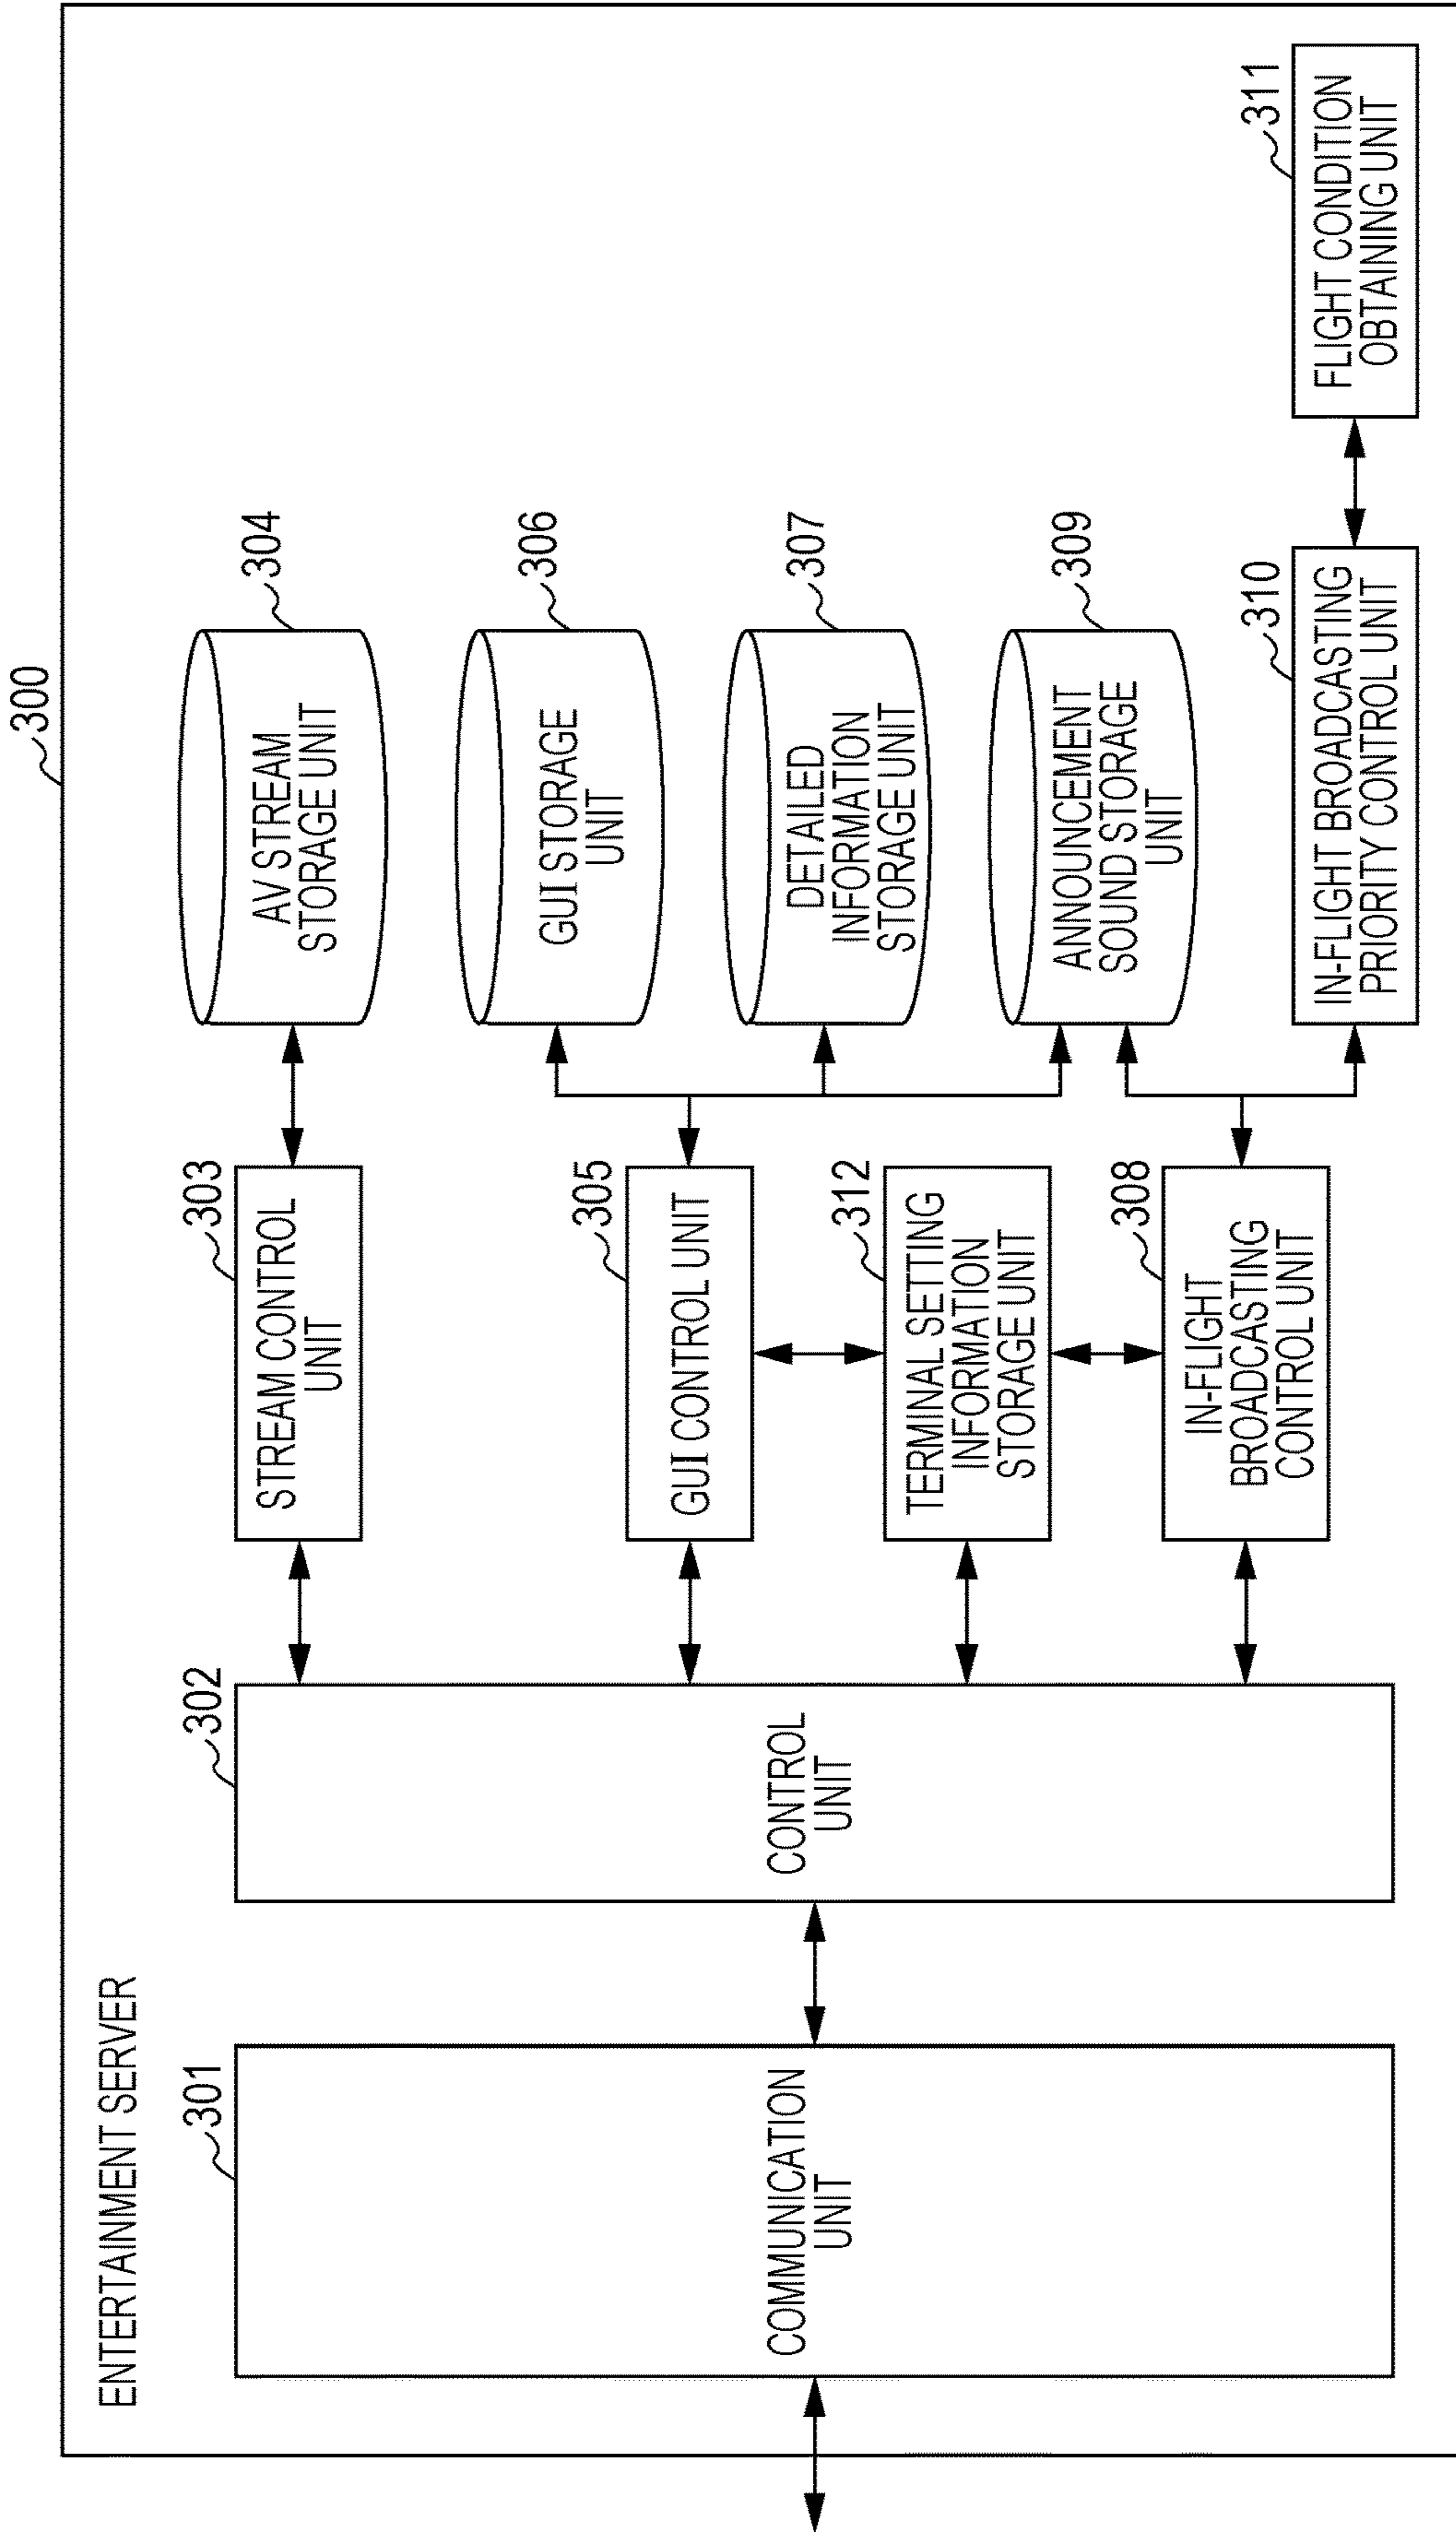 300
ENTERTAINMENT SERVER
301
COMMUNICATION
UNIT
302
CONTROL
UNIT
303
STREAM CONTROL
UNIT
304
AV STREAM
STORAGE UNIT
305
GUI CONTROL UNIT
306
GUI STORAGE
UNIT
307
DETAILED
INFORMATION
STORAGE UNIT
312
TERMINAL SETTING
INFORMATION
STORAGE UNIT
309
ANNOUNCEMENT
SOUND STORAGE
UNIT
308
IN-FLIGHT
BROADCASTING
CONTROL UNIT
310
IN-FLIGHT BROADCASTING
PRIORITY CONTROL UNIT
311
FLIGHT CONDITION
OBTAINING UNIT